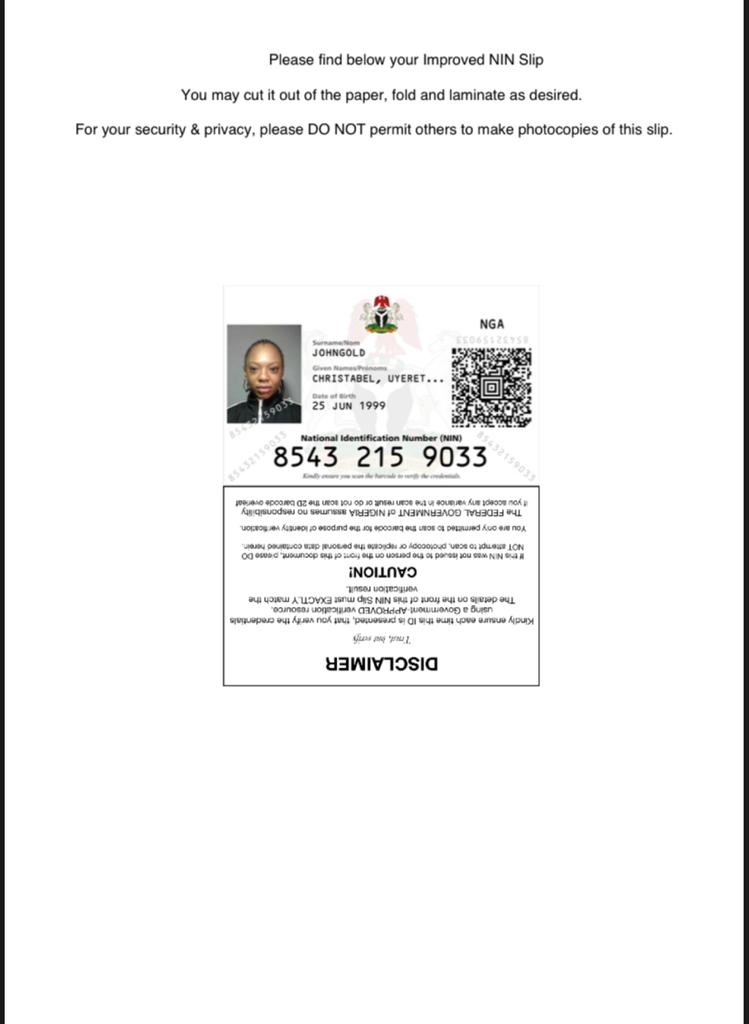 Please find below your Improved NIN Slip
You may cut it out of the paper, fold and laminate as desired.
For your security & privacy, please DO NOT permit others to make photocopies of this slip.
NGA
85432159033
Surname/Nom
JOHNGOLD
Given Names/Prénoms
CHRISTABEL, UYERET...
Date of Birth
25 JUN 1999
85432159033
National Identification Number (NIN)
85432159033
85432159033
8543 215 9033
Kindly ensure you scan the barcode to verify the credentials.
DISCLAIMER
Trust, but verify
Kindly ensure each time this ID is presented, that you verify the credentials
using a Government-APPROVED verification resource.
The details on the front of this NIN Slip must EXACTLY match the
verification result.
CAUTION!
If this NIN was not issued to the person on the front of this document, please DO
NOT attempt to scan, photocopy or replicate the personal data contained herein.
You are only permitted to scan the barcode for the purpose of identity verification.
The FEDERAL GOVERNMENT of NIGERIA assumes no responsibility
if you accept any variance in the scan result or do not scan the 2D barcode overleaf